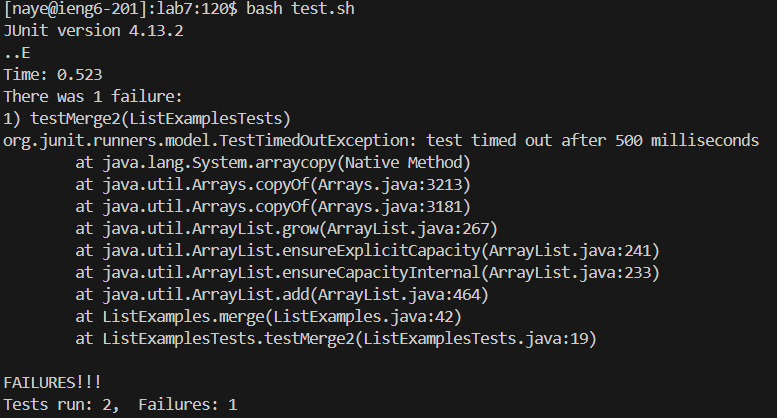 [naye@ieng6-201]:lab7:120$ bash test.sh
JUnit version 4.13.2
..E
Time: 0.523
There was 1 failure:
1) testMerge2(ListExamplesTests)
org.junit.runners.model.TestTimedOutException: test timed out after 500 milliseconds
        at java.lang.System.arraycopy(Native Method)
        at java.util.Arrays.copyOf(Arrays.java:3213)
        at java.util.Arrays.copyOf(Arrays.java:3181)
        at java.util.ArrayList.grow(ArrayList.java:267)
        at java.util.ArrayList.ensureExplicitCapacity(ArrayList.java:241)
        at java.util.ArrayList.ensureCapacityInternal(ArrayList.java:233)
        at java.util.ArrayList.add(ArrayList.java:464)
        at ListExamples.merge(ListExamples.java:42)
        at ListExamplesTests.testMerge2(ListExamplesTests.java:19)

FAILURES!!!
Tests run: 2,  Failures: 1